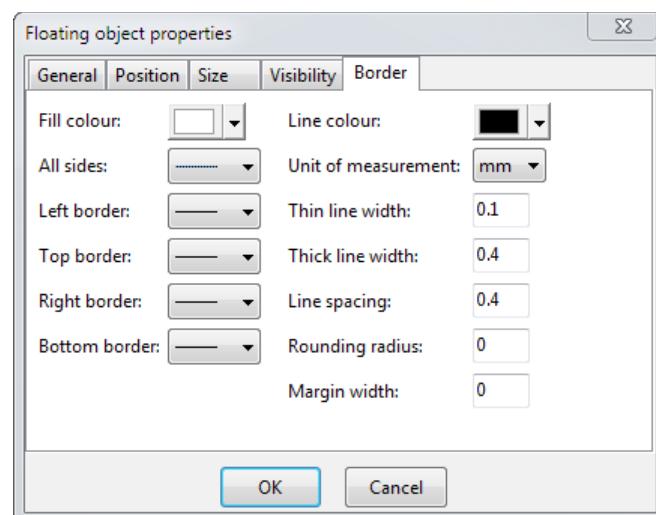 Floating object properties
General Position Size Visibility Border
Fill colour: Line colour:
All sides: Unit of measurement: mm
Left border: Thin line width: 0.1
Top border: Thick line width: 0.4
Right border: Line spacing: 0.4
Bottom border: Rounding radius: 0
Margin width: 0
OK Cancel